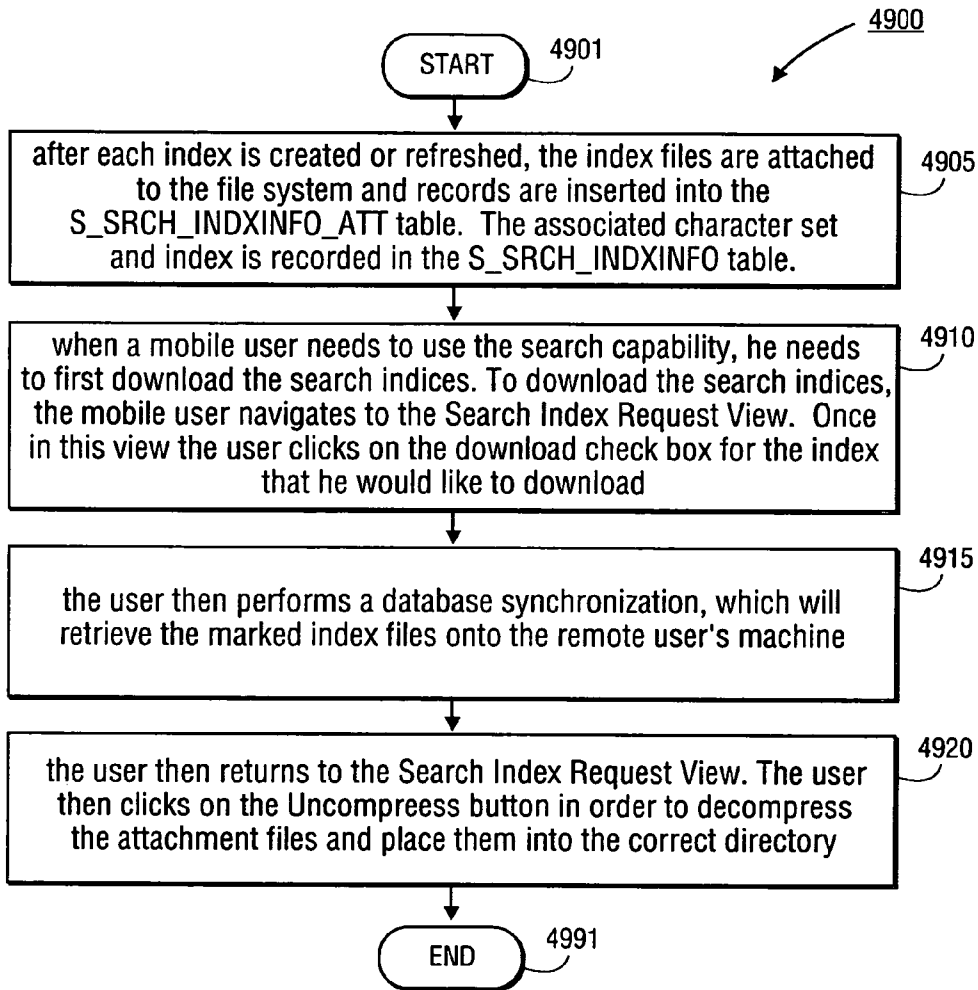 4900
START
4901
after each index is created or refreshed, the index files are attached
to the file system and records are inserted into the
S_SRCH_INDXINFO_ATT table. The associated character set
and index is recorded in the S_SRCH_INDXINFO table.
4905
when a mobile user needs to use the search capability, he needs
to first download the search indices. To download the search indices,
the mobile user navigates to the Search Index Request View. Once
in this view the user clicks on the download check box for the index
that he would like to download
4910
the user then performs a database synchronization, which will
retrieve the marked index files onto the remote user's machine
4915
the user then returns to the Search Index Request View. The user
then clicks on the Uncompreess button in order to decompress
the attachment files and place them into the correct directory
4920
END
4991